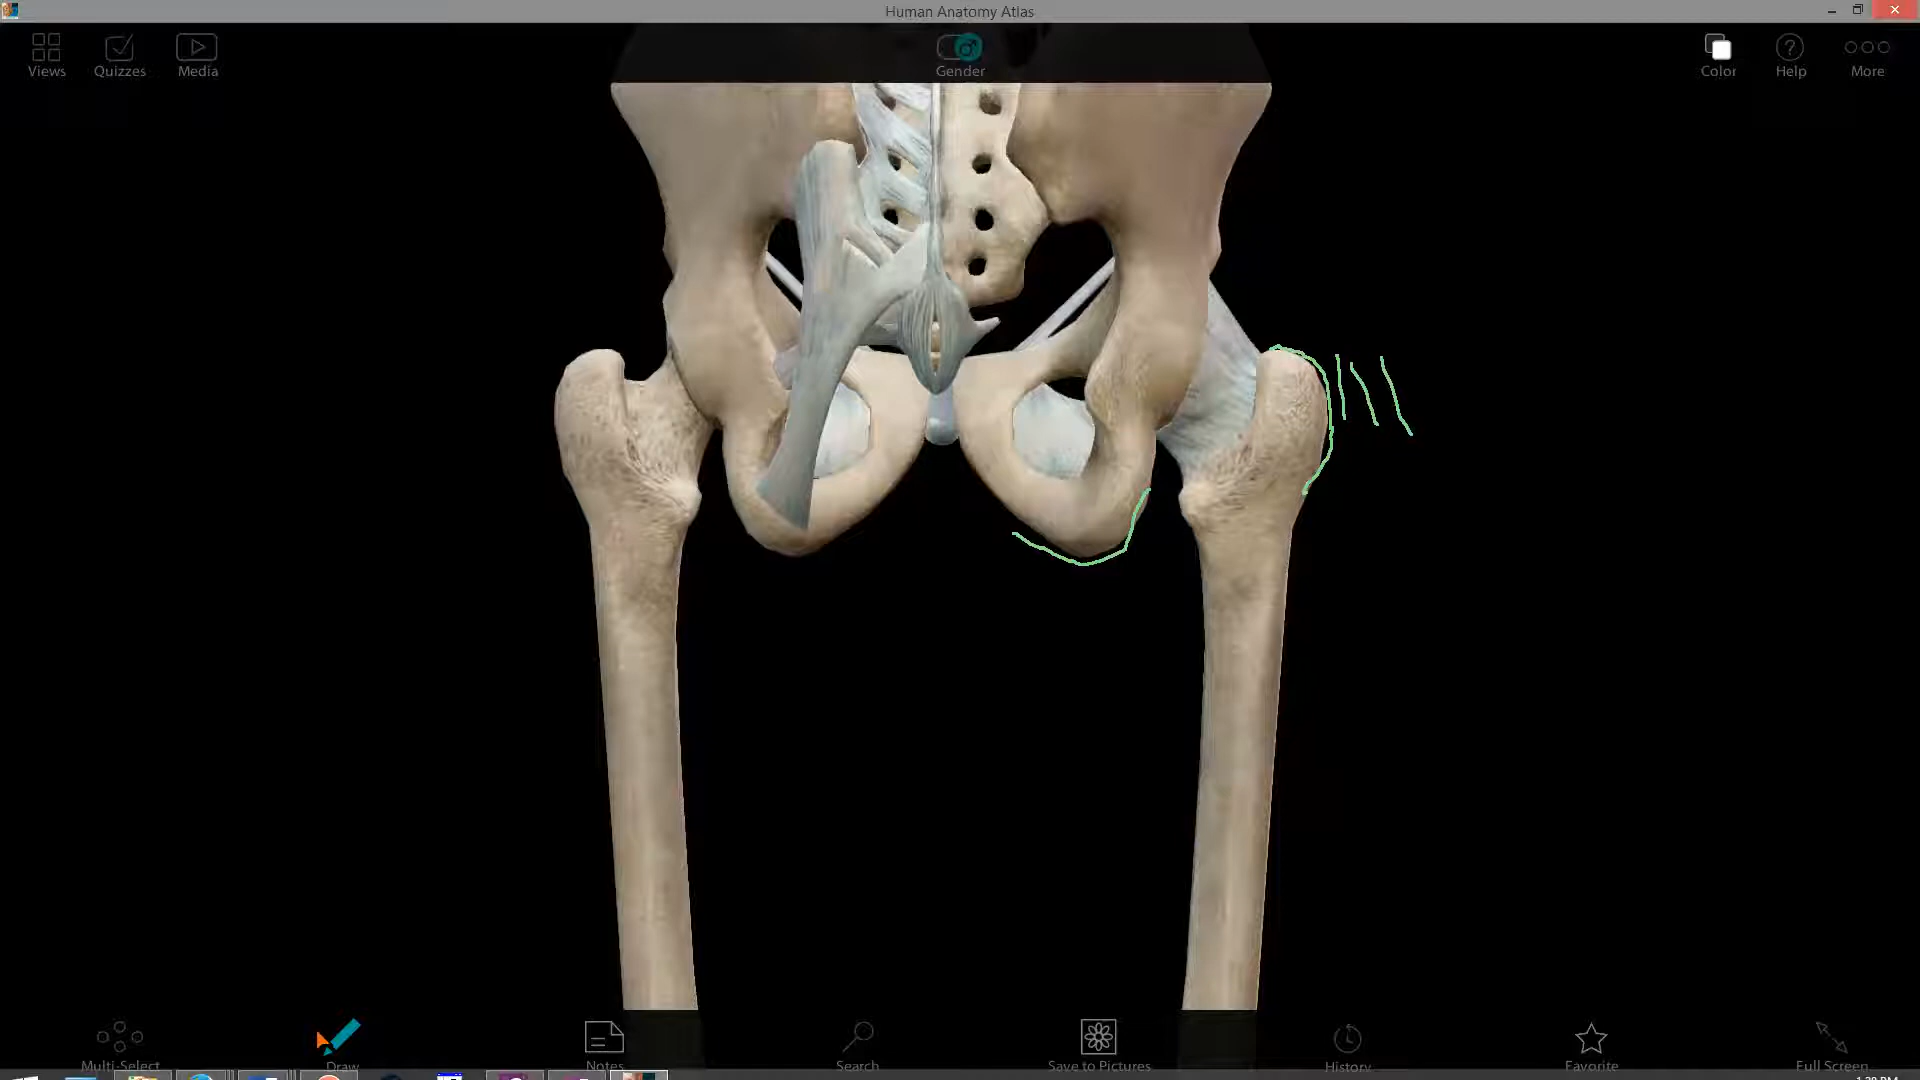 Human Anatomy Atlas
Views
Quizzes
Media
Gender
Color
Help
More
Multi-Select
Draw
Notes
Search
Save to Pictures
History
Favorite
Full Screen